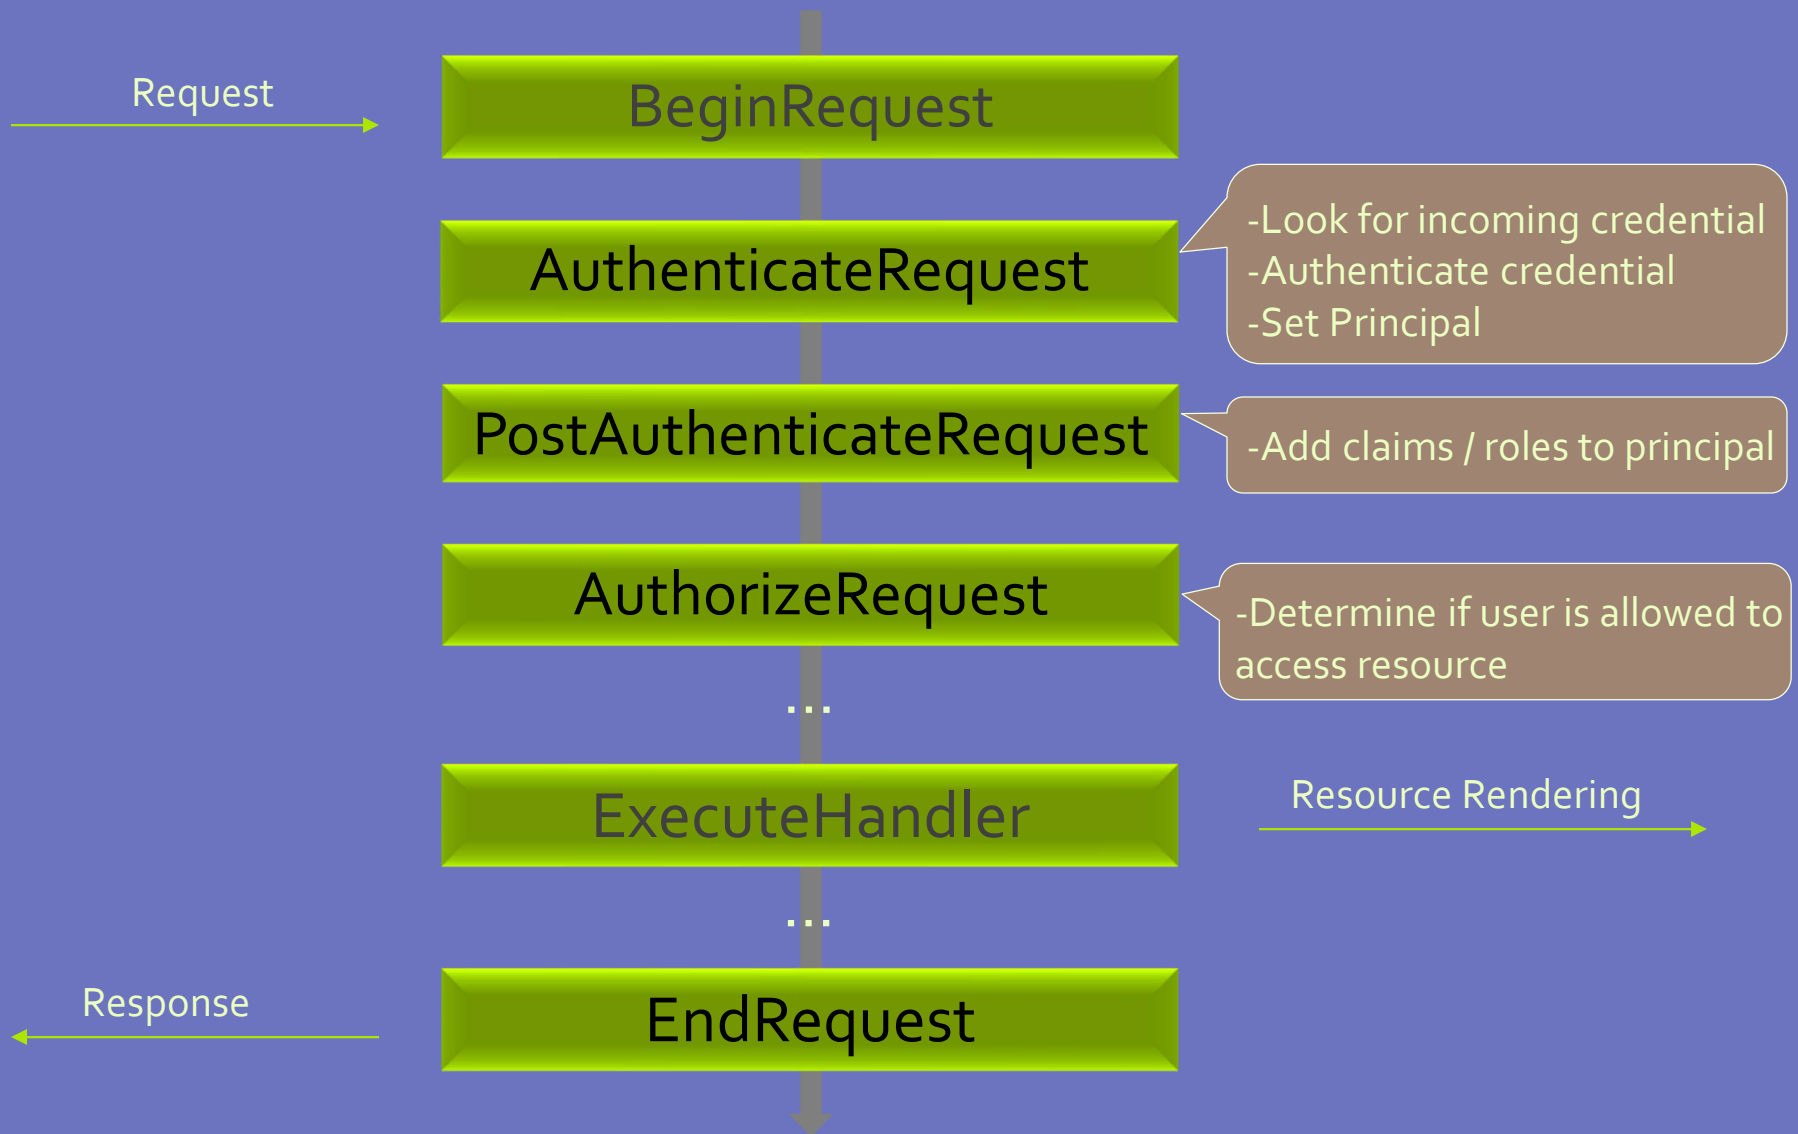 Request
BeginRequest
AuthenticateRequest
-Look for incoming credential
-Authenticate credential
-Set Principal
PostAuthenticateRequest
-Add claims / roles to principal
AuthorizeRequest
-Determine if user is allowed to
access resource
...
ExecuteHandler
Resource Rendering
...
Response
EndRequest